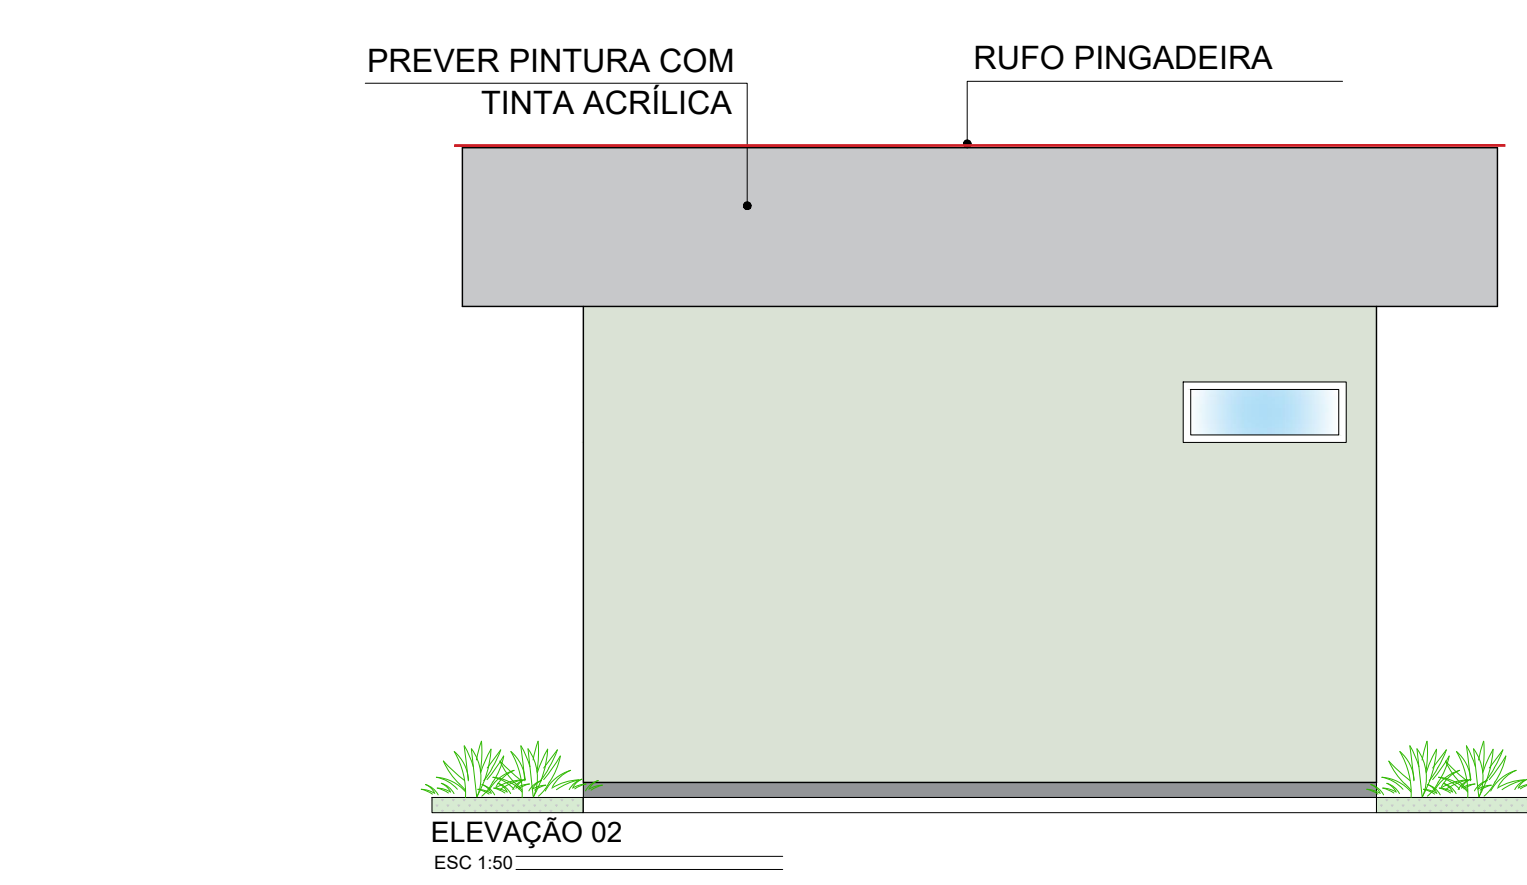 PREVER PINTURA COM
TINTA ACRÍLICA
RUFO PINGADEIRA
ELEVAÇÃO 02
ESC 1:50